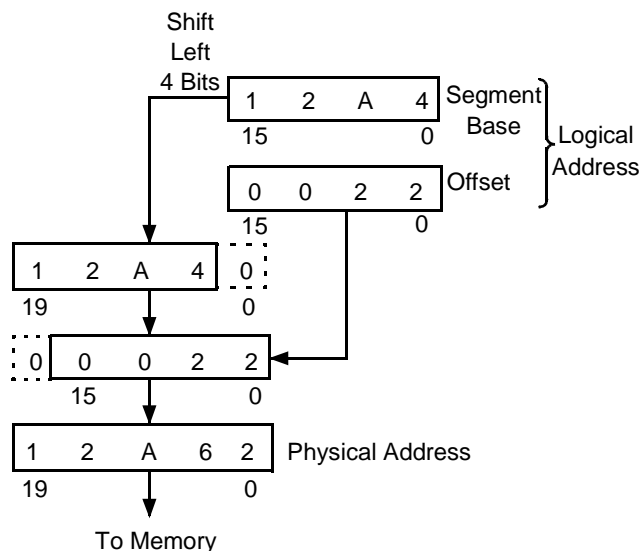 Shift
Left
4 Bits
1 2 A 4
Segment
Base
15 0
Logical
Address
0 0 2 2
Offset
15 0
1 2 A 4 0
19 0
0 0 0 2 2
15 0
1 2 A 6 2
Physical Address
19 0
To Memory